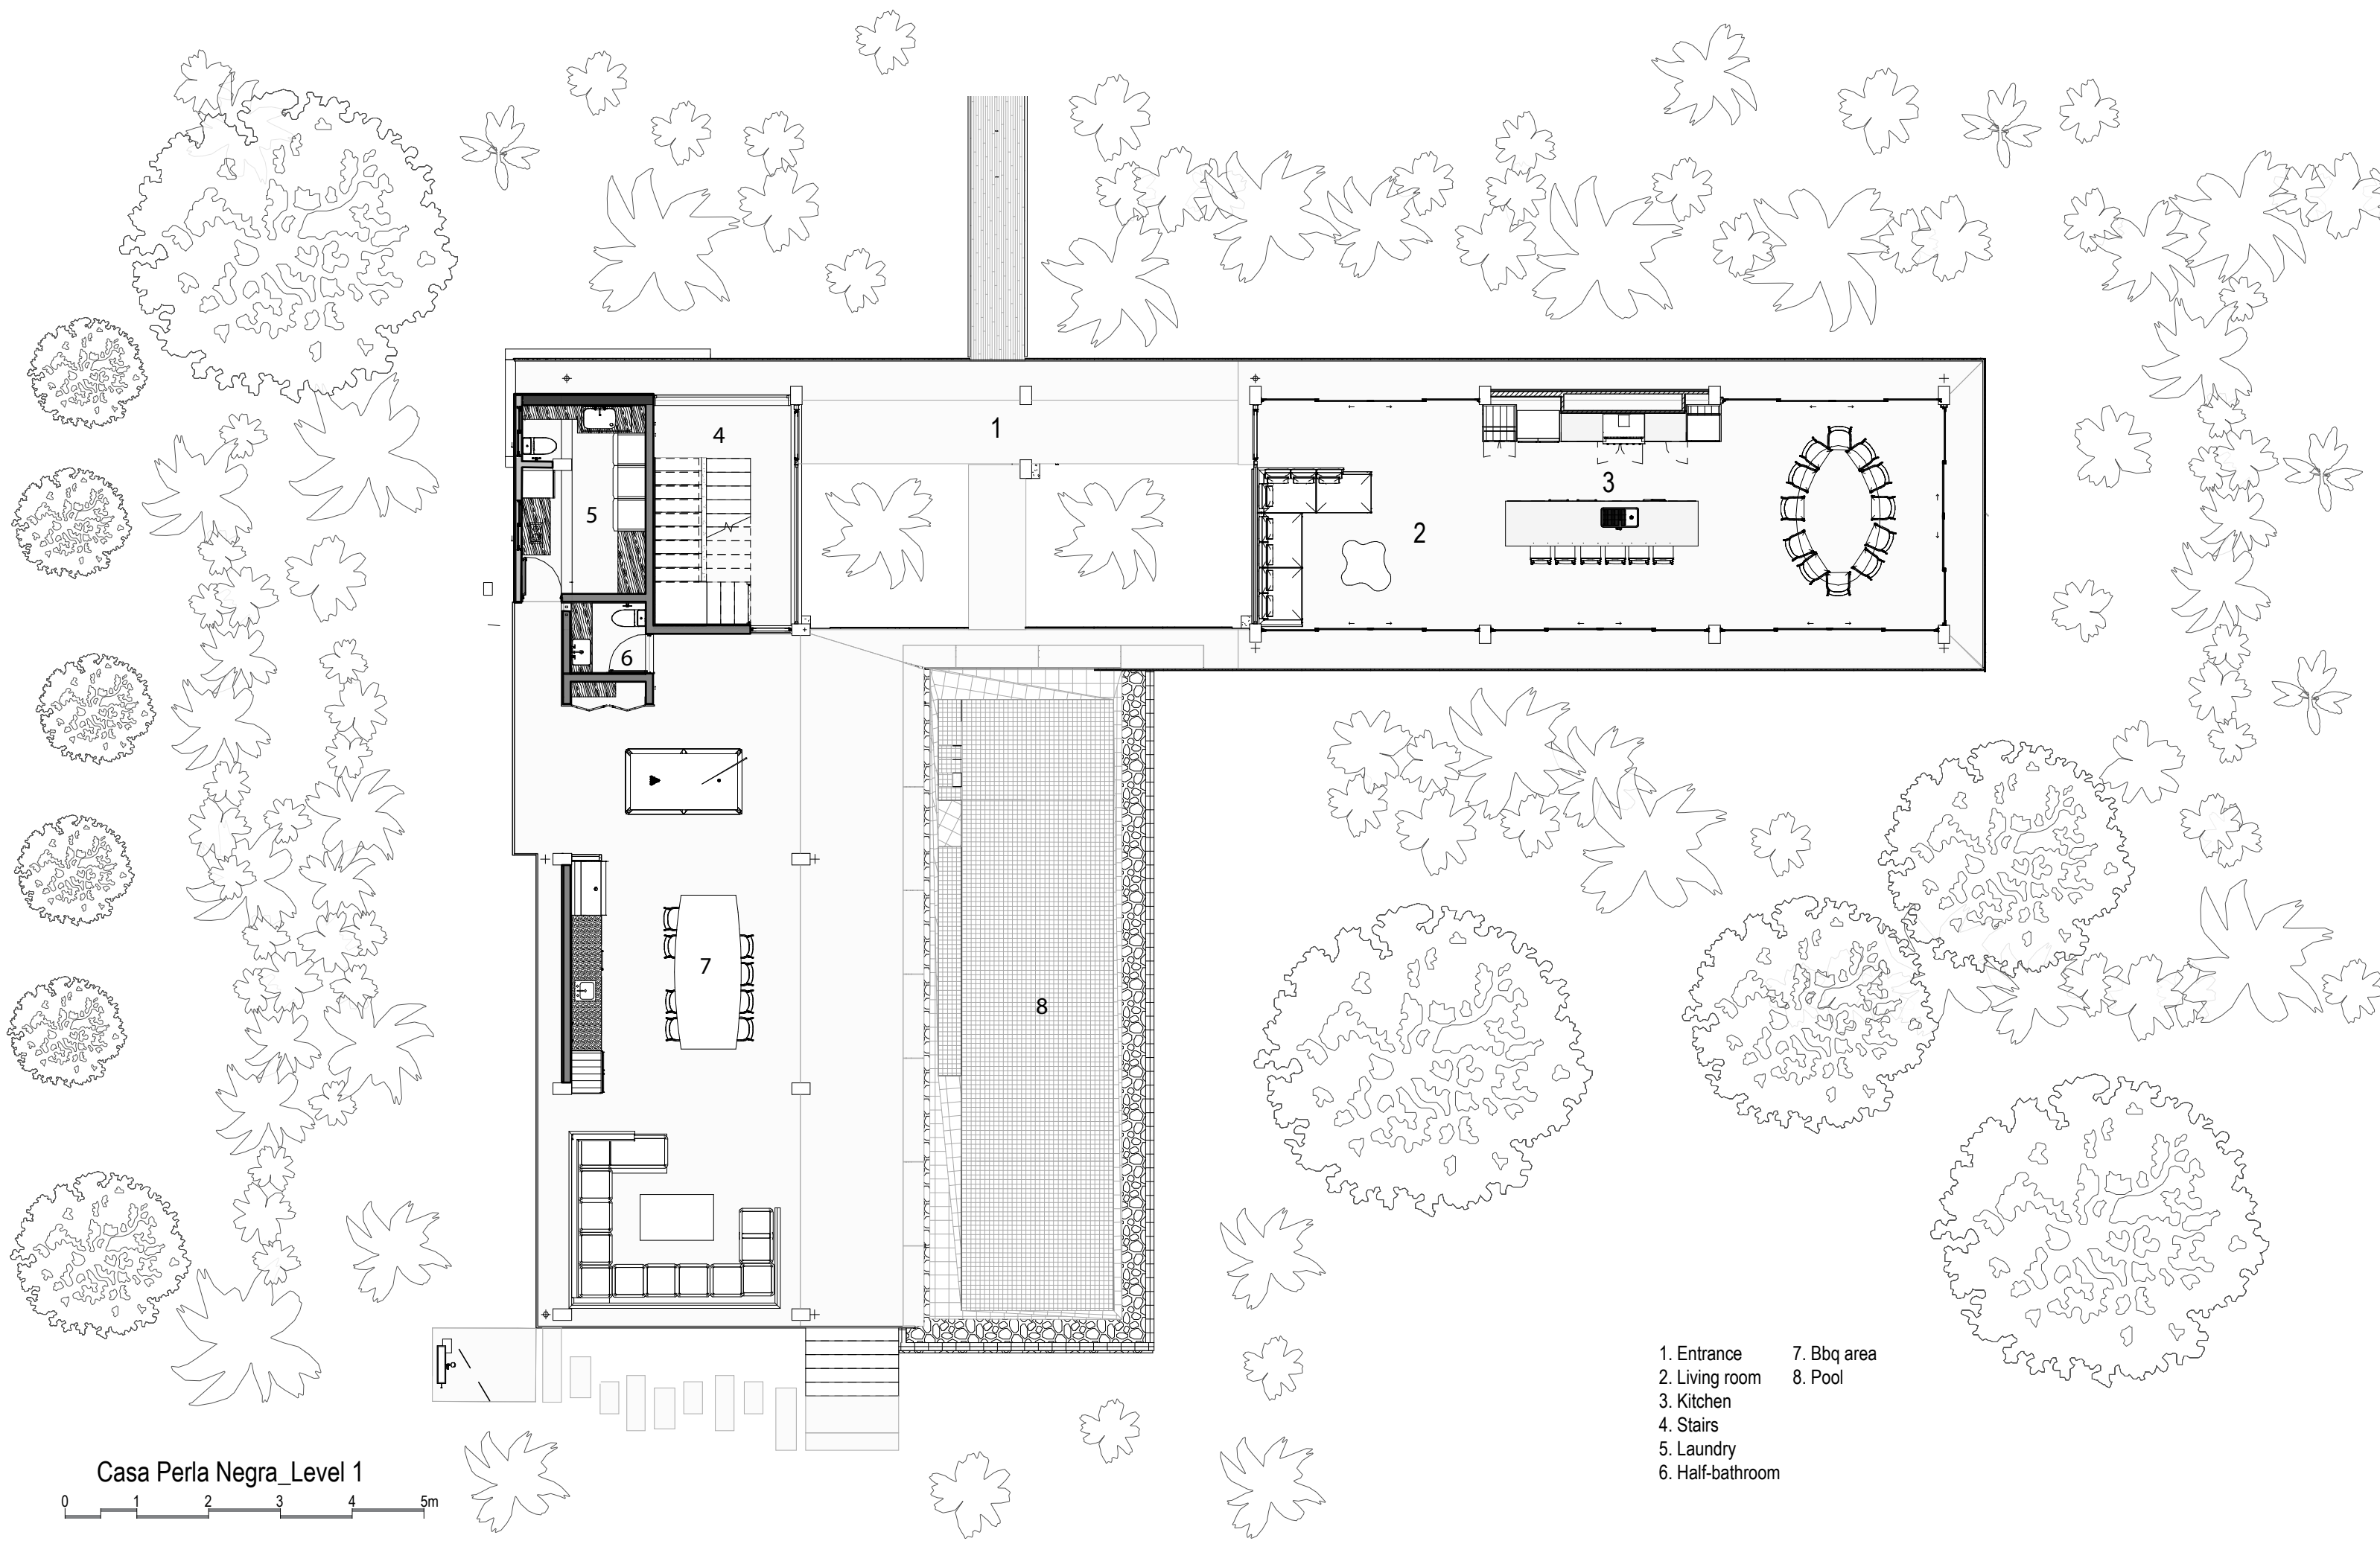 4
1
3
5
2
6
7
8
1. Entrance
2. Living room
3. Kitchen
4. Stairs
5. Laundry
6. Half-bathroom
7. Bbq area
8. Pool
Casa Perla Negra_Level 1
0 1 2 3 4 5m